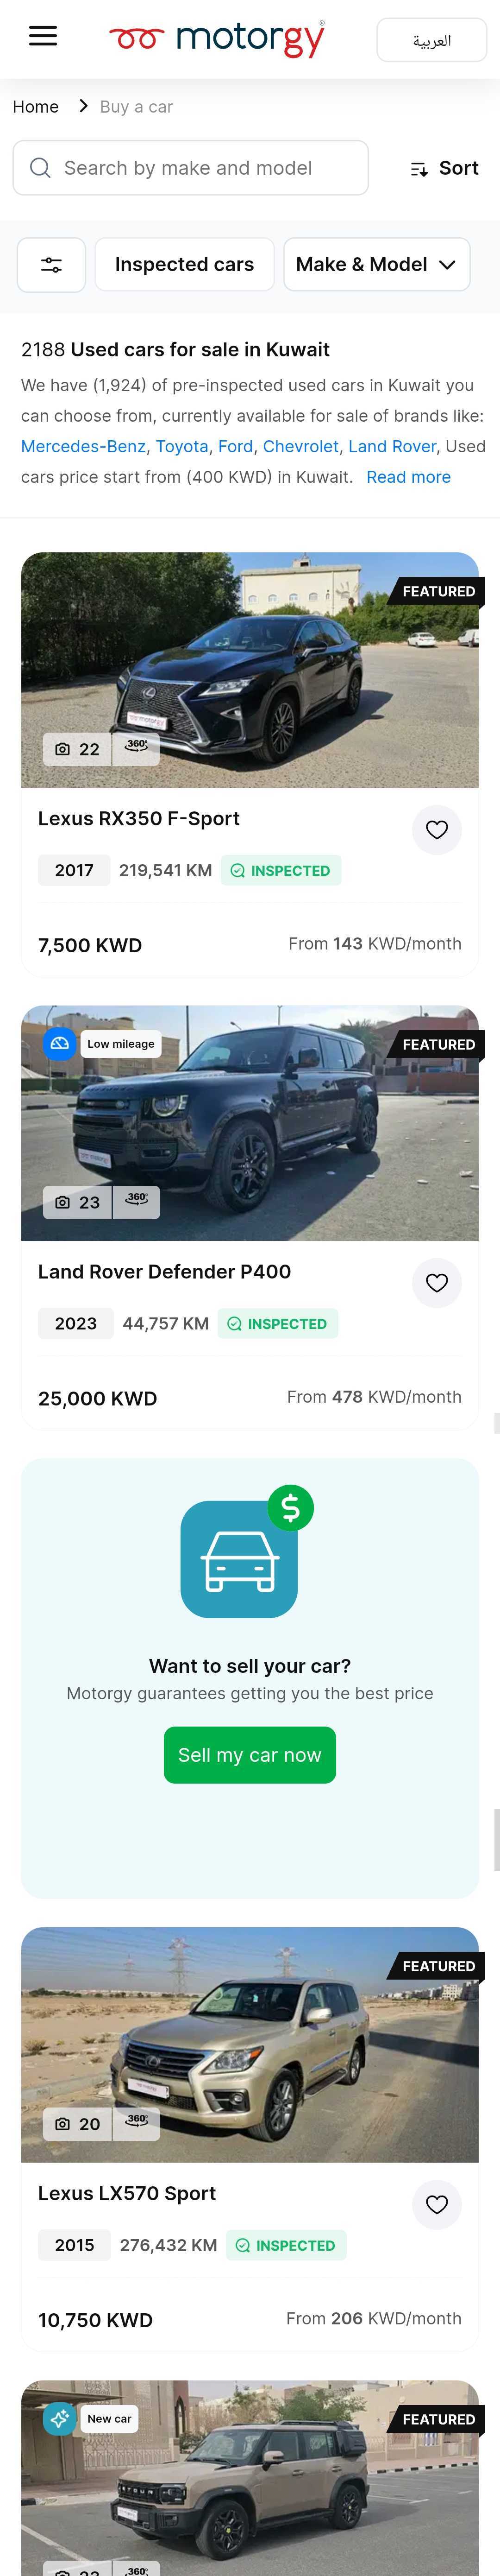 motorgy®
العربية
Home > Buy a car
Search by make and model
Sort
Inspected cars
Make & Model
2188 Used cars for sale in Kuwait
We have (1,924) of pre-inspected used cars in Kuwait you
can choose from, currently available for sale of brands like:
Mercedes-Benz, Toyota, Ford, Chevrolet, Land Rover, Used
cars price start from (400 KWD) in Kuwait. Read more
FEATURED
22 360°
Lexus RX350 F-Sport
2017 219,541 KM INSPECTED
7,500 KWD From 143 KWD/month
Low mileage
FEATURED
23 360°
Land Rover Defender P400
2023 44,757 KM INSPECTED
25,000 KWD From 478 KWD/month
$
Want to sell your car?
Motorgy guarantees getting you the best price
Sell my car now
FEATURED
20 360°
Lexus LX570 Sport
2015 276,432 KM INSPECTED
10,750 KWD From 206 KWD/month
New car
FEATURED
360°